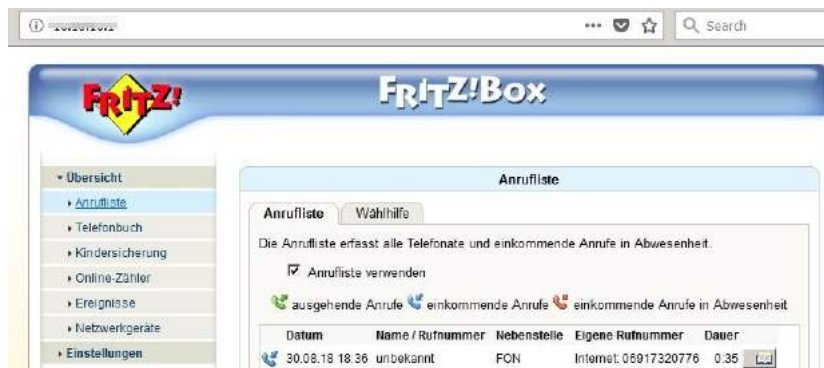 Search
FRITZ!
FRITZ!Box
Übersicht
Anrufliste
Telefonbuch
Kindersicherung
Online-Zähler
Ereignisse
Netzwerkgeräte
Einstellungen
Anrufliste
Anrufliste Wählhilfe
Die Anrufliste erfasst alle Telefonate und einkommende Anrufe in Abwesenheit.
Anrufliste verwenden
ausgehende Anrufe einkommende Anrufe einkommende Anrufe in Abwesenheit
Datum Name / Rufnummer Nebenstelle Eigene Rufnummer Dauer
30.08.18 18:36 unbekannt FON Internet: 06917320776 0:35